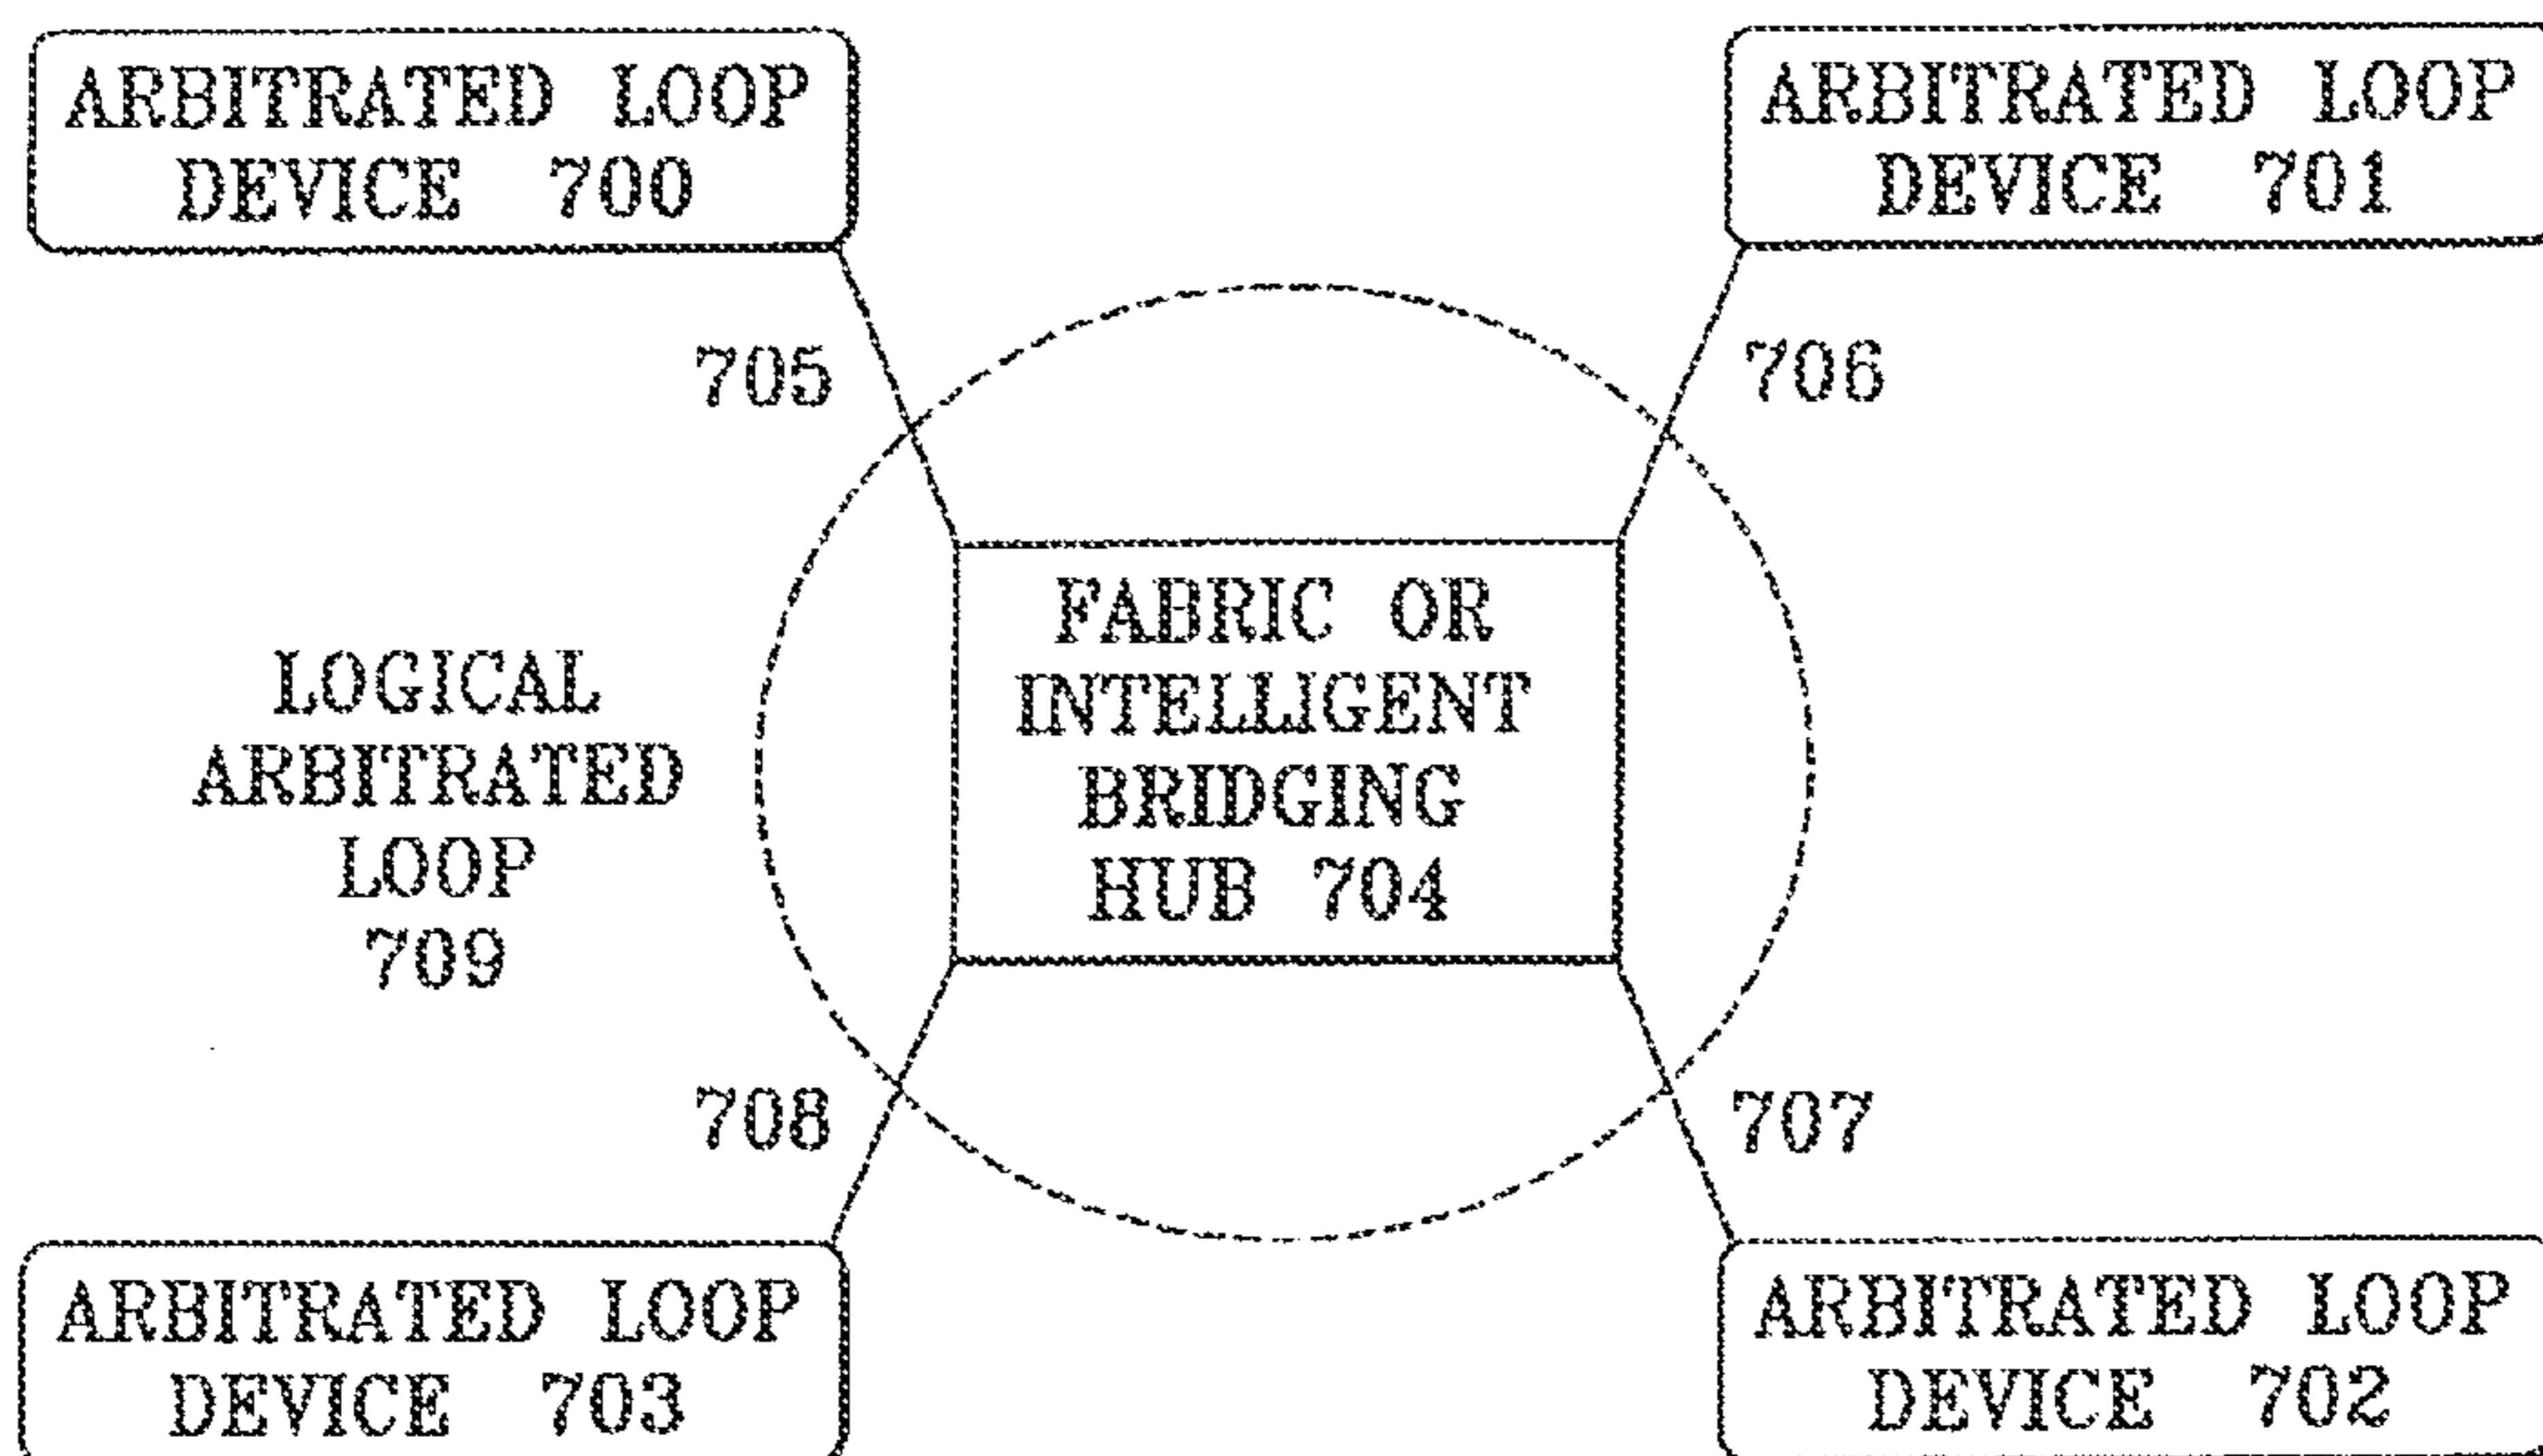 ARBITRATED LOOP
DEVICE 700
ARBITRATED LOOP
DEVICE 701
705
706
FABRIC OR
INTELLIGENT
BRIDGING
HUB 704
LOGICAL
ARBITRATED
LOOP
709
708
707
ARBITRATED LOOP
DEVICE 703
ARBITRATED LOOP
DEVICE 702